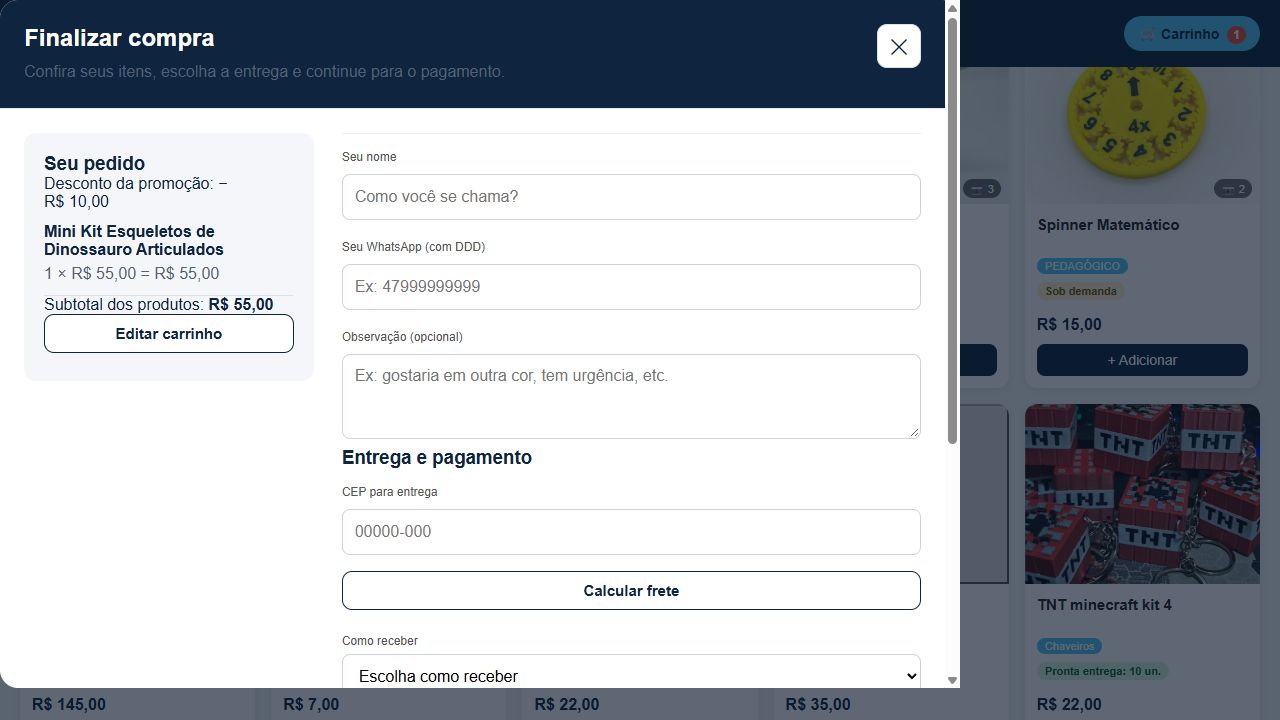 Finalizar compra
Confira seus itens, escolha a entrega e continue para o pagamento.
Carrinho 1
Seu pedido
Desconto da promoção: −
R$ 10,00
Mini Kit Esqueletos de
Dinossauro Articulados
1 × R$ 55,00 = R$ 55,00
Subtotal dos produtos: R$ 55,00
Editar carrinho
Seu nome
Como você se chama?
Seu WhatsApp (com DDD)
Ex: 47999999999
Observação (opcional)
Ex: gostaria em outra cor, tem urgência, etc.
Entrega e pagamento
CEP para entrega
00000-000
Calcular frete
Como receber
Escolha como receber
3
4x
2
Spinner Matemático
PEDAGÓGICO
Sob demanda
R$ 15,00
+ Adicionar
TNT
TNT
TNT
TNT
TNT
TNT
TNT minecraft kit 4
Chaveiros
Pronta entrega: 10 un.
R$ 145,00
R$ 7,00
R$ 22,00
R$ 35,00
R$ 22,00